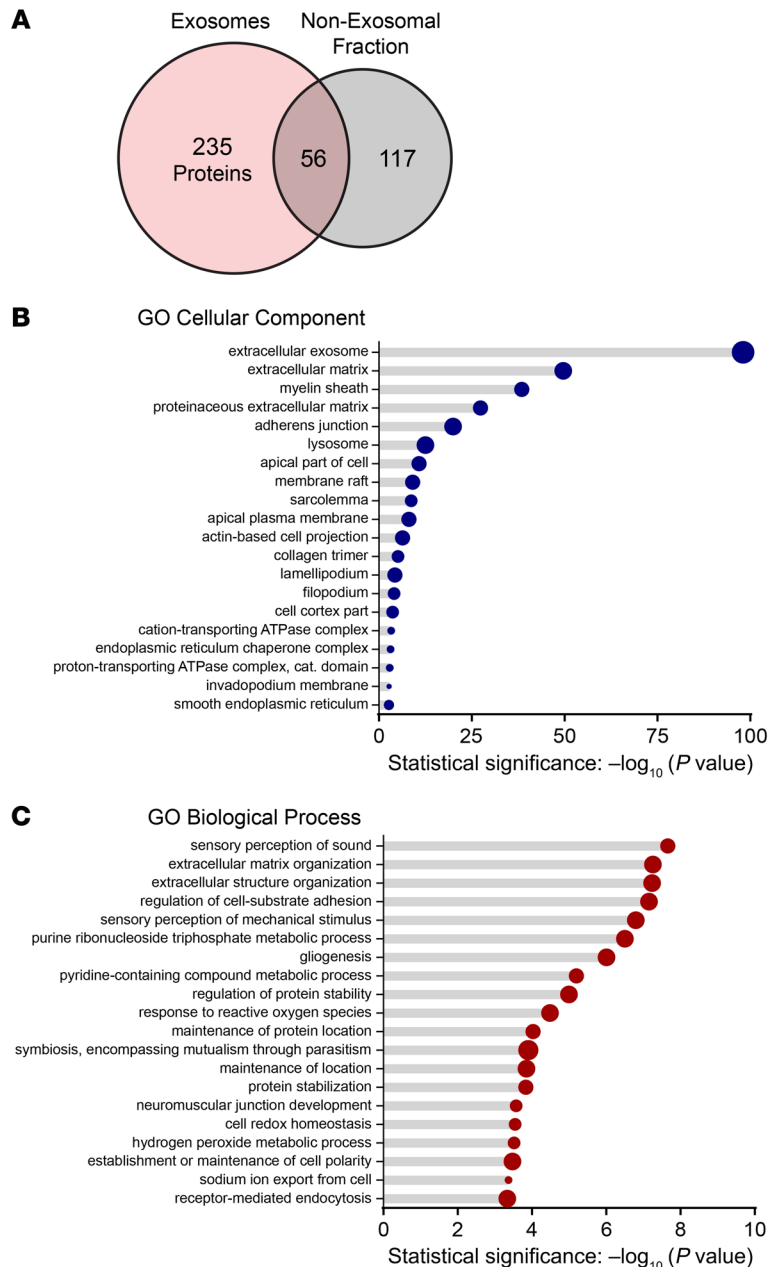 A
Exosomes
Non-Exosomal
Fraction
235
Proteins
56
117
B
GO Cellular Component
extracellular exosome
extracellular matrix
myelin sheath
proteinaceous extracellular matrix
adherens junction
lysosome
apical part of cell
membrane raft
sarcolemma
apical plasma membrane
actin-based cell projection
collagen trimer
lamellipodium
filopodium
cell cortex part
cation-transporting ATPase complex
endoplasmic reticulum chaperone complex
proton-transporting ATPase complex, cat. domain
invadopodium membrane
smooth endoplasmic reticulum
0 25 50 75 100
Statistical significance: –log10 (P value)
C
GO Biological Process
sensory perception of sound
extracellular matrix organization
extracellular structure organization
regulation of cell-substrate adhesion
sensory perception of mechanical stimulus
purine ribonucleoside triphosphate metabolic process
gliogenesis
pyridine-containing compound metabolic process
regulation of protein stability
response to reactive oxygen species
maintenance of protein location
symbiosis, encompassing mutualism through parasitism
maintenance of location
protein stabilization
neuromuscular junction development
cell redox homeostasis
hydrogen peroxide metabolic process
establishment or maintenance of cell polarity
sodium ion export from cell
receptor-mediated endocytosis
0 2 4 6 8 10
Statistical significance: –log10 (P value)